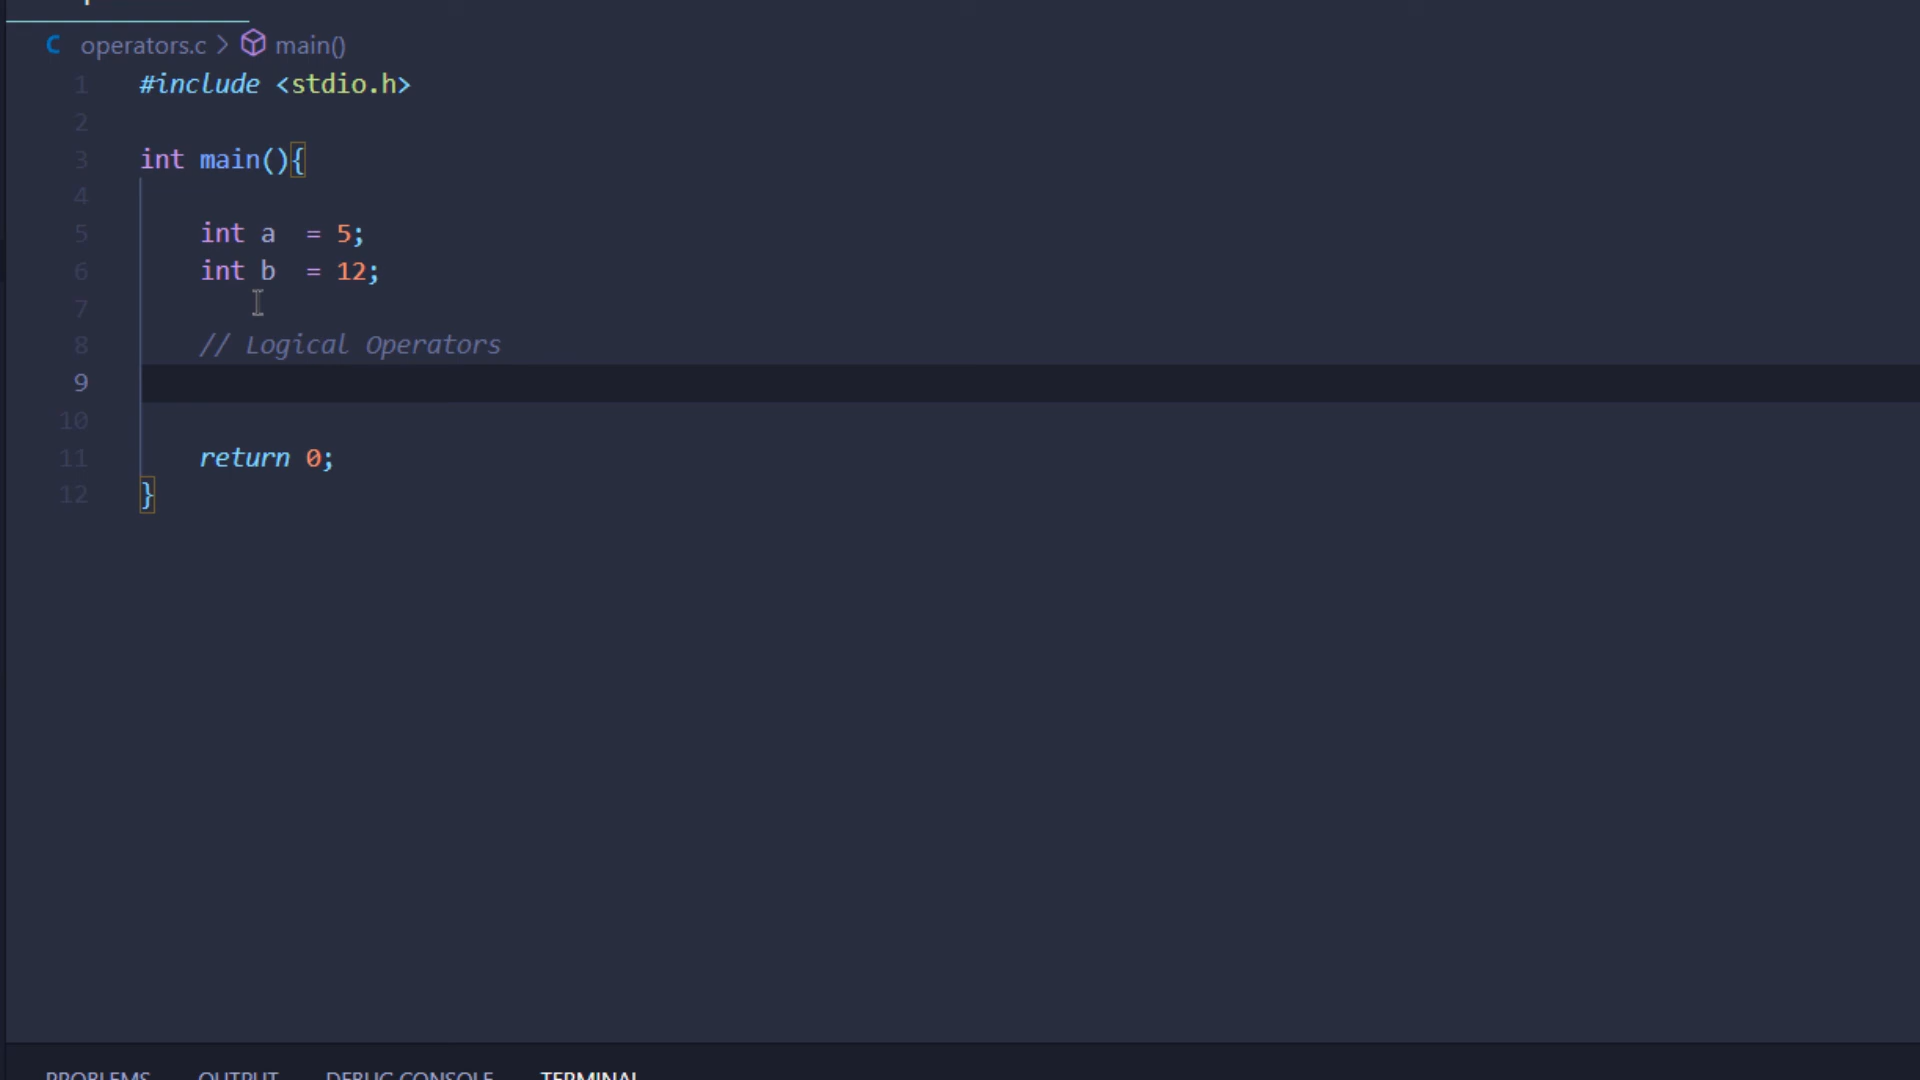 operators.c > main()
1 #include <stdio.h>
2
3 int main(){
4
5 int a  = 5;
6 int b  = 12;
7
8 // Logical Operators
9
10
11 return 0;
12 }
PROBLEMS OUTPUT DEBUG CONSOLE TERMINAL